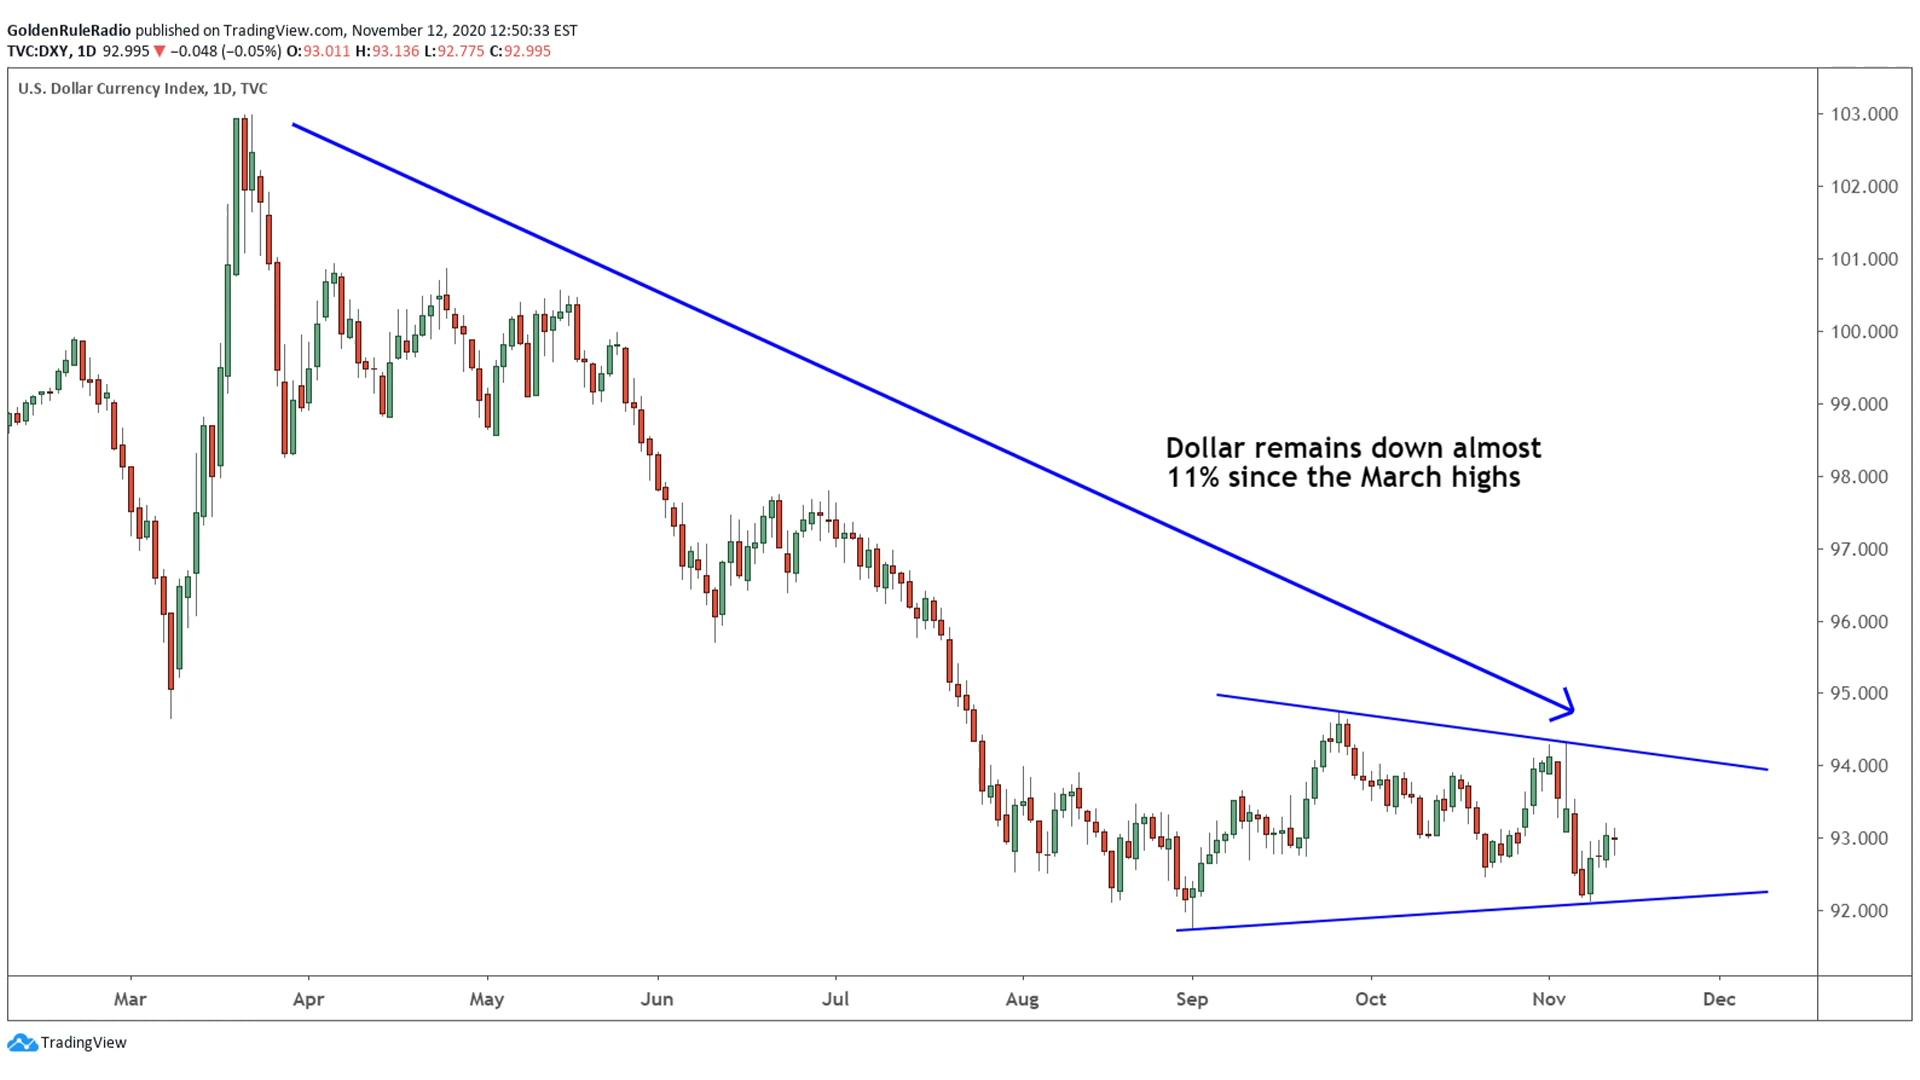 GoldenRuleRadio published on TradingView.com, November 12, 2020 12:50:33 EST
TVC:DXY, 1D 92.995 ▼ −0.048 (−0.05%) O:93.011 H:93.136 L:92.775 C:92.995
U.S. Dollar Currency Index, 1D, TVC
103.000
102.000
101.000
100.000
99.000
Dollar remains down almost
11% since the March highs
98.000
97.000
96.000
95.000
94.000
93.000
92.000
Mar Apr May Jun Jul Aug Sep Oct Nov Dec
TradingView